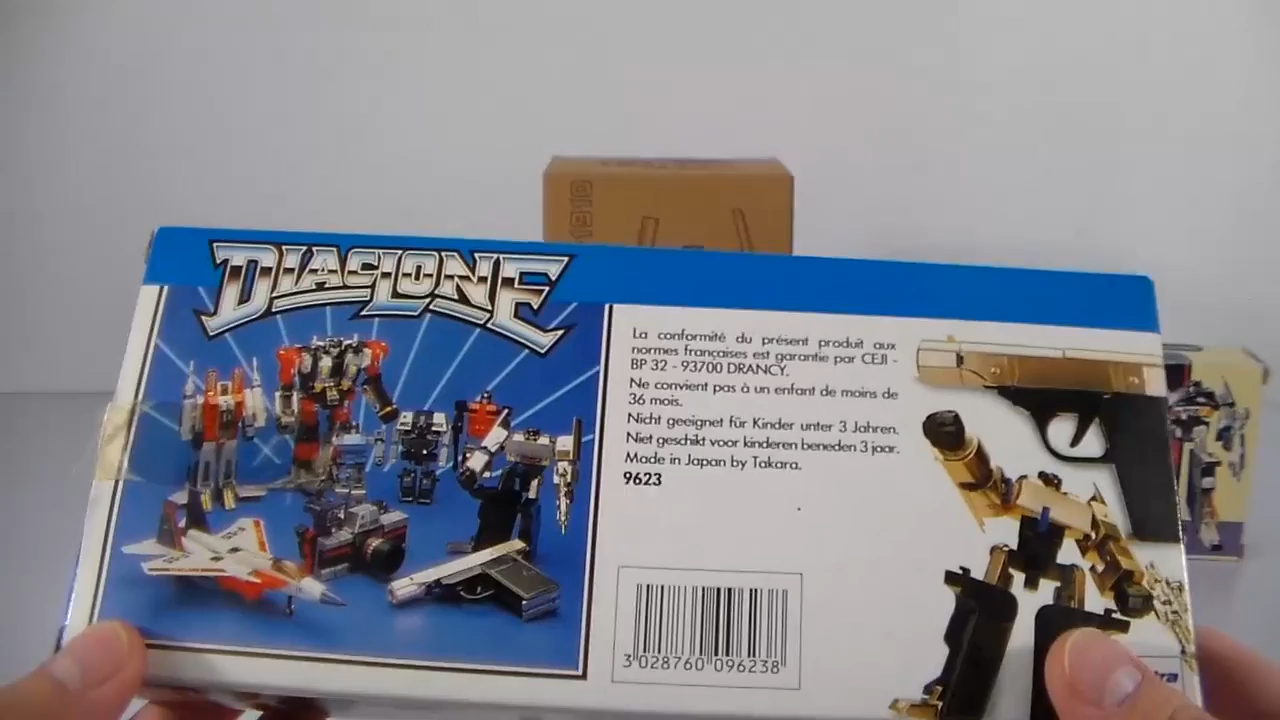 1910
DIACLONE
La conformité du présent produit aux
normes françaises est garantie par CEJI -
BP 32 - 93700 DRANCY.
Ne convient pas à un enfant de moins de
36 mois.
Nicht geeignet für Kinder unter 3 Jahren.
Niet geschikt voor kinderen beneden 3 jaar.
Made in Japan by Takara.
9623
3 028760 096238